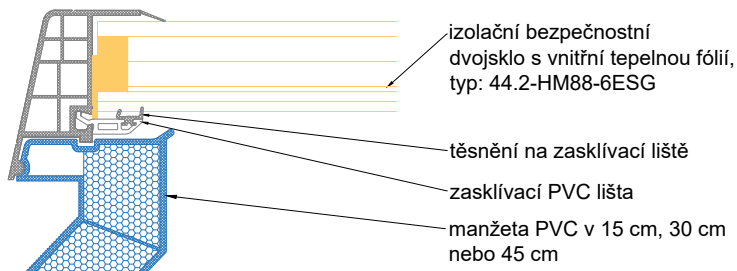 izolační bezpečnostní
dvojsklo s vnitřní tepelnou fólií,
typ: 44.2-HM88-6ESG
těsnění na zasklívací liště
zasklívací PVC lišta
manžeta PVC v 15 cm, 30 cm
nebo 45 cm